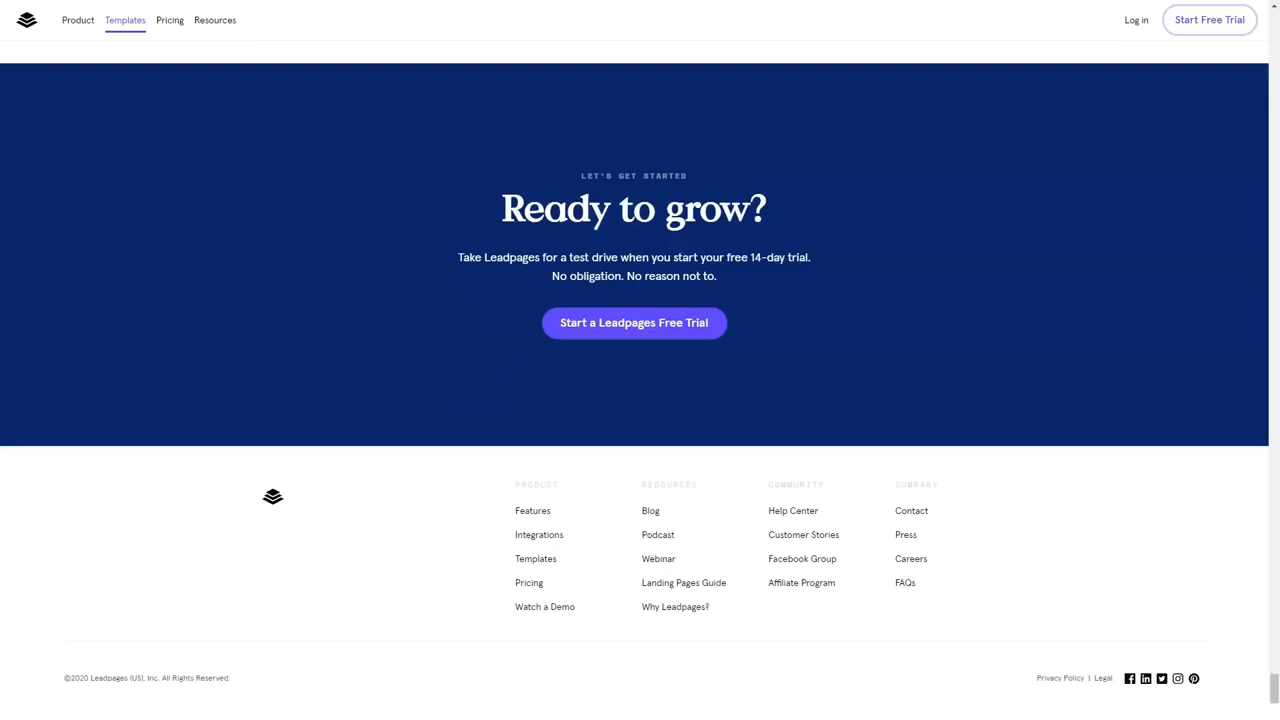 Product Templates Pricing Resources Log in Start Free Trial
LET'S GET STARTED
Ready to grow?
Take Leadpages for a test drive when you start your free 14-day trial.
No obligation. No reason not to.
Start a Leadpages Free Trial
PRODUCT RESOURCES COMMUNITY COMPANY
Features Blog Help Center Contact
Integrations Podcast Customer Stories Press
Templates Webinar Facebook Group Careers
Pricing Landing Pages Guide Affiliate Program FAQs
Watch a Demo Why Leadpages?
©2020 Leadpages (US), Inc. All Rights Reserved. Privacy Policy | Legal